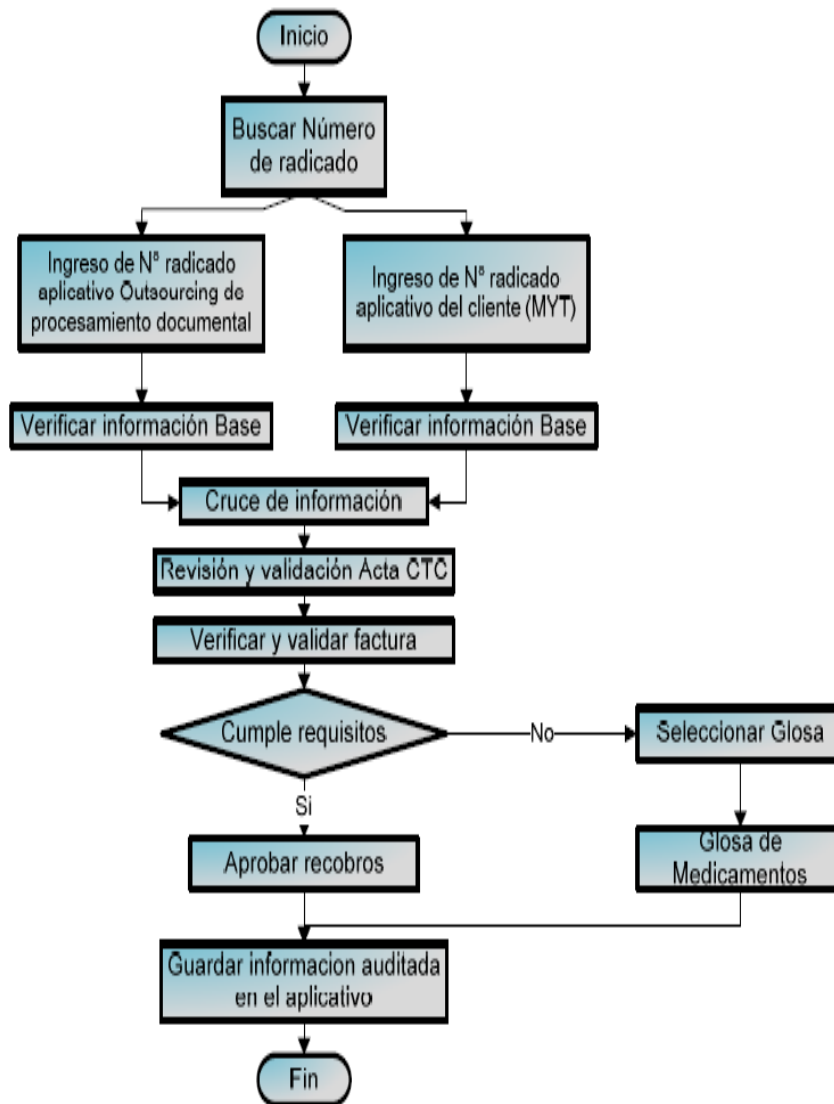 Inicio
Buscar Número
de radicado
Ingreso de N° radicado
aplicativo Outsourcing de
procesamiento documental
Ingreso de N° radicado
aplicativo del cliente (MYT)
Verificar información Base
Verificar información Base
Cruce de información
Revisión y validación Acta CTC
Verificar y validar factura
Cumple requisitos
No
Seleccionar Glosa
Si
Aprobar recobros
Glosa de
Medicamentos
Guardar informacion auditada
en el aplicativo
Fin